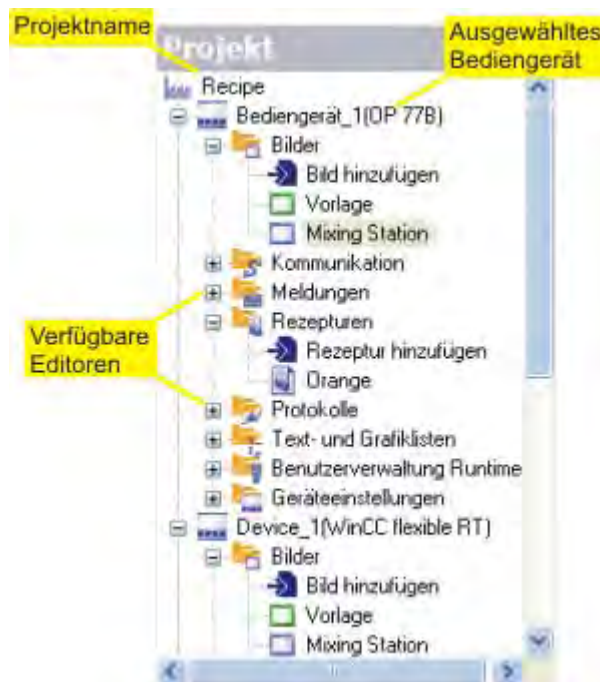 Projektname
Projekt
Ausgewähltes
Bediengerät
Recipe
Bediengerät_1(OP 77B)
Bilder
Bild hinzufügen
Vorlage
Mixing Station
Kommunikation
Meldungen
Verfügbare
Editoren
Rezepturen
Rezeptur hinzufügen
Orange
Protokolle
Text- und Grafiklisten
Benutzerverwaltung Runtime
Geräteeinstellungen
Device_1(WinCC flexible RT)
Bilder
Bild hinzufügen
Vorlage
Mixing Station